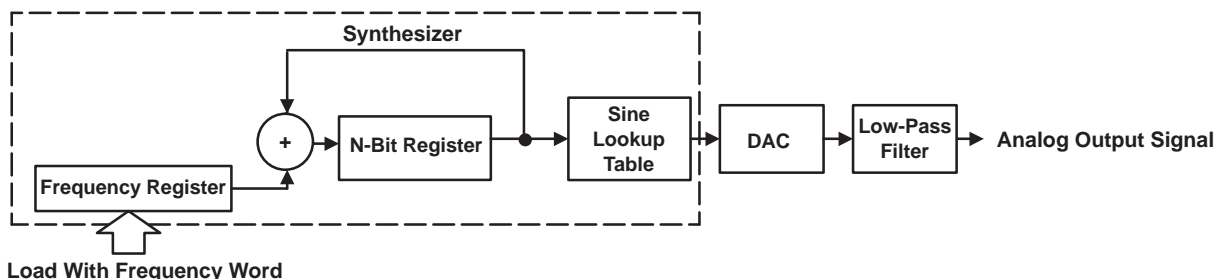 Synthesizer
+
N-Bit Register
Sine
Lookup
Table
DAC
Low-Pass
Filter
Analog Output Signal
Frequency Register
Load With Frequency Word